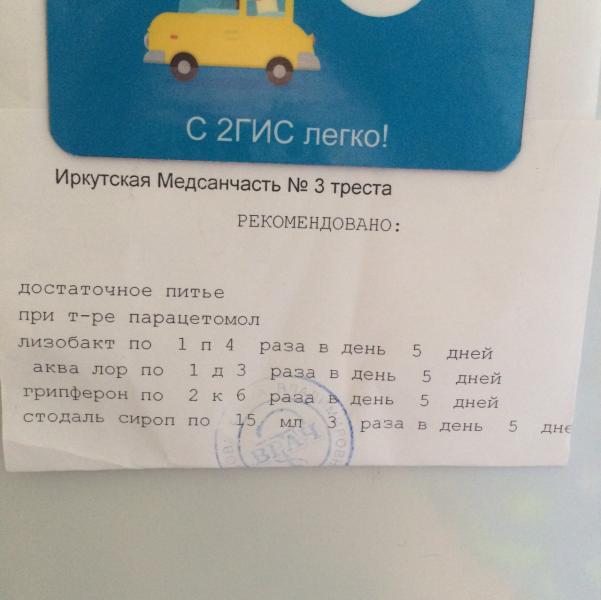 С 2ГИС легко!
Иркутская Медсанчасть № 3 треста
РЕКОМЕНДОВАНО:
достаточное питье
при т-ре парацетомол
лизобакт по 1 п 4 раза в день 5 дней
аква лор по 1 д 3 раза в день 5 дней
грипферон по 2 к 6 раза в день 5 дней
стодаль сироп по 15 мл 3 раза в день 5 дне
ВРАЧ